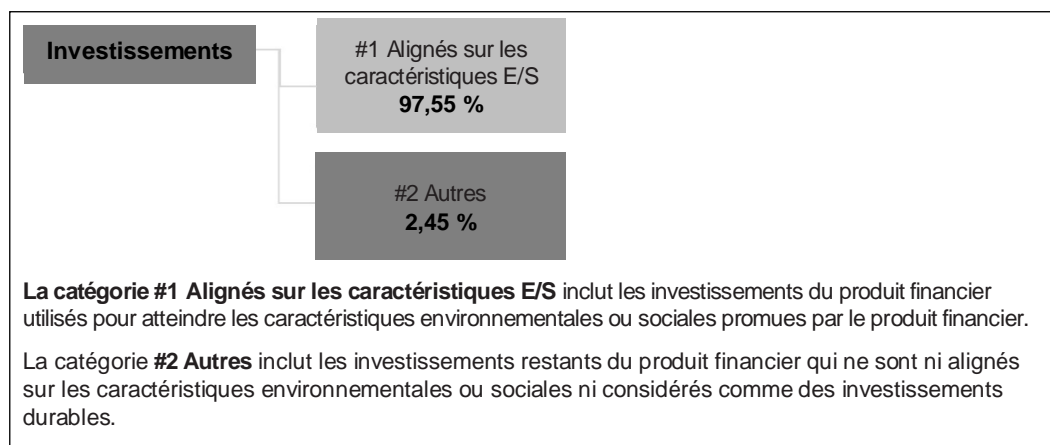 Investissements
#1 Alignés sur les
caractéristiques E/S
97,55 %
#2 Autres
2,45 %
La catégorie #1 Alignés sur les caractéristiques E/S inclut les investissements du produit financier
utilisés pour atteindre les caractéristiques environnementales ou sociales promues par le produit financier.
La catégorie #2 Autres inclut les investissements restants du produit financier qui ne sont ni alignés
sur les caractéristiques environnementales ou sociales ni considérés comme des investissements
durables.